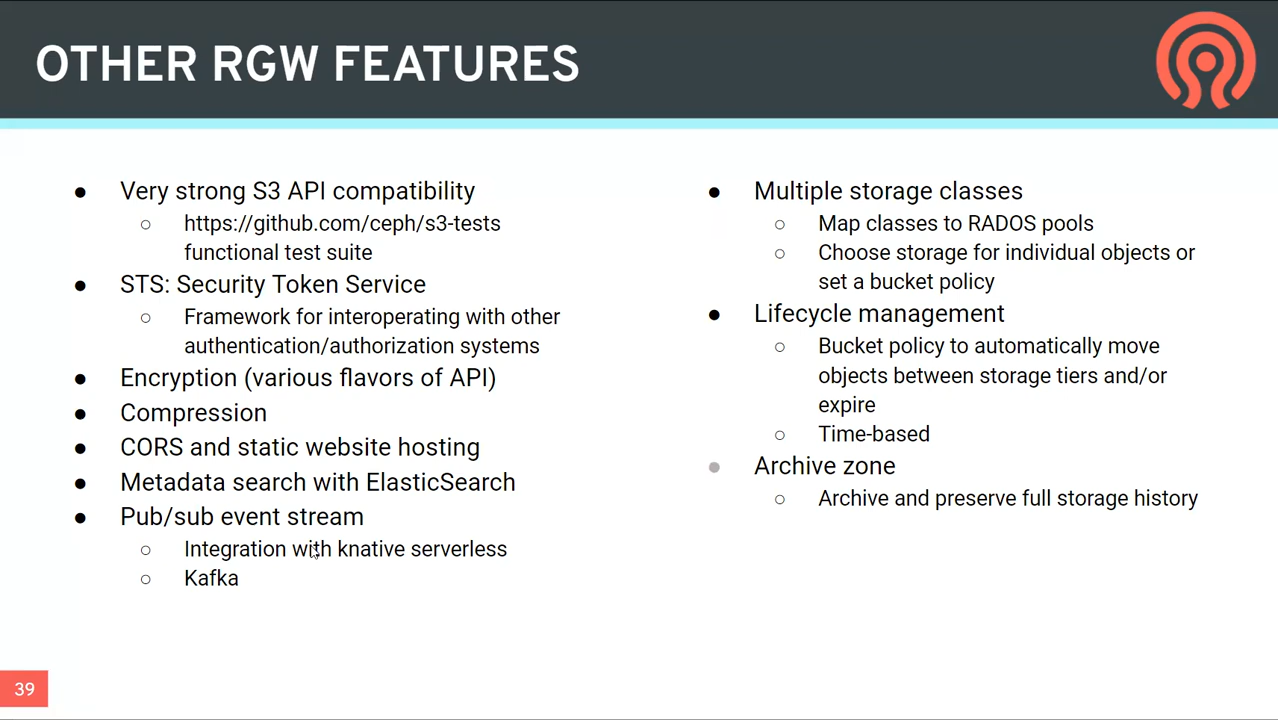 OTHER RGW FEATURES
● Very strong S3 API compatibility
○ https://github.com/ceph/s3-tests
functional test suite
● STS: Security Token Service
○ Framework for interoperating with other
authentication/authorization systems
● Encryption (various flavors of API)
● Compression
● CORS and static website hosting
● Metadata search with ElasticSearch
● Pub/sub event stream
○ Integration with knative serverless
○ Kafka
● Multiple storage classes
○ Map classes to RADOS pools
○ Choose storage for individual objects or
set a bucket policy
● Lifecycle management
○ Bucket policy to automatically move
objects between storage tiers and/or
expire
○ Time-based
● Archive zone
○ Archive and preserve full storage history
39